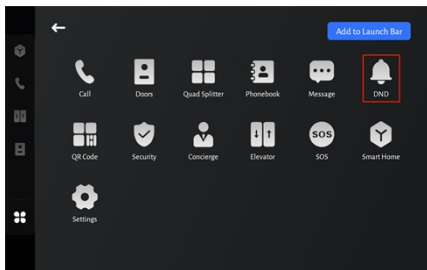 Add to Launch Bar
Call
Doors
Quad Splitter
Phonebook
Message
DND
QR Code
Security
Concierge
Elevator
SOS
SOS
Smart Home
Settings